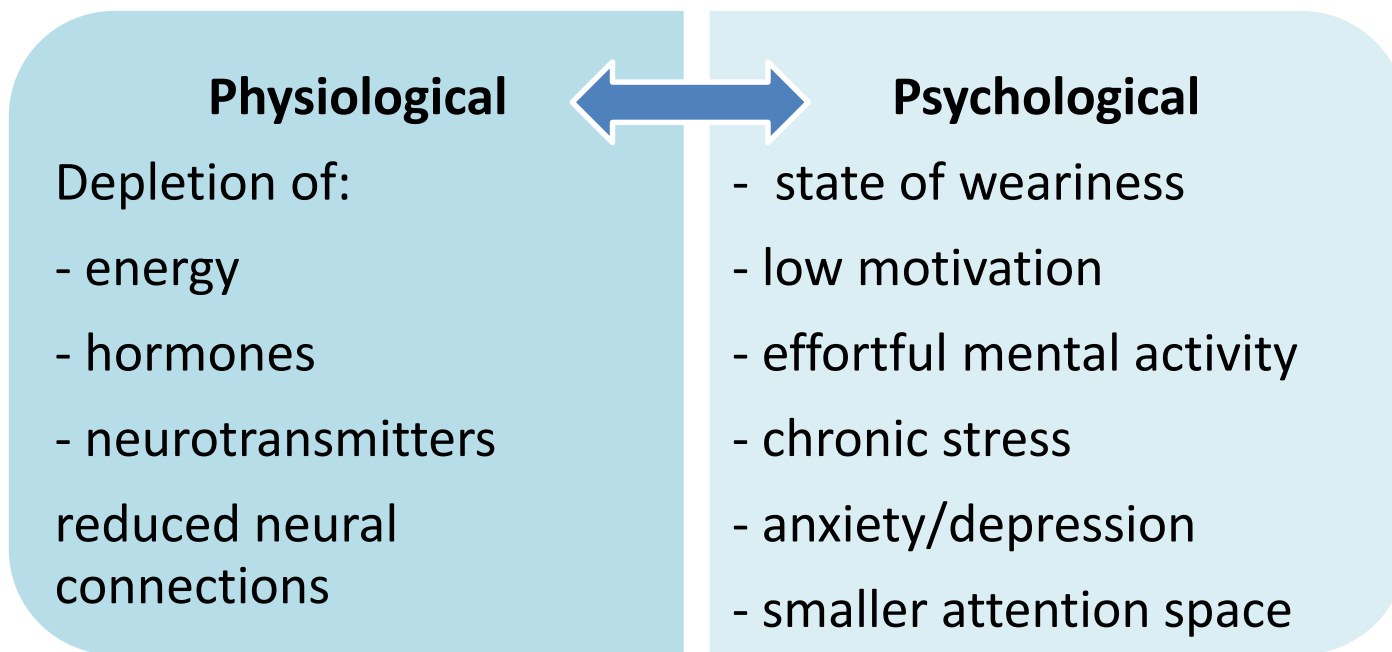 Physiological
Depletion of:
- energy
- hormones
- neurotransmitters
reduced neural
connections
Psychological
- state of weariness
- low motivation
- effortful mental activity
- chronic stress
- anxiety/depression
- smaller attention space